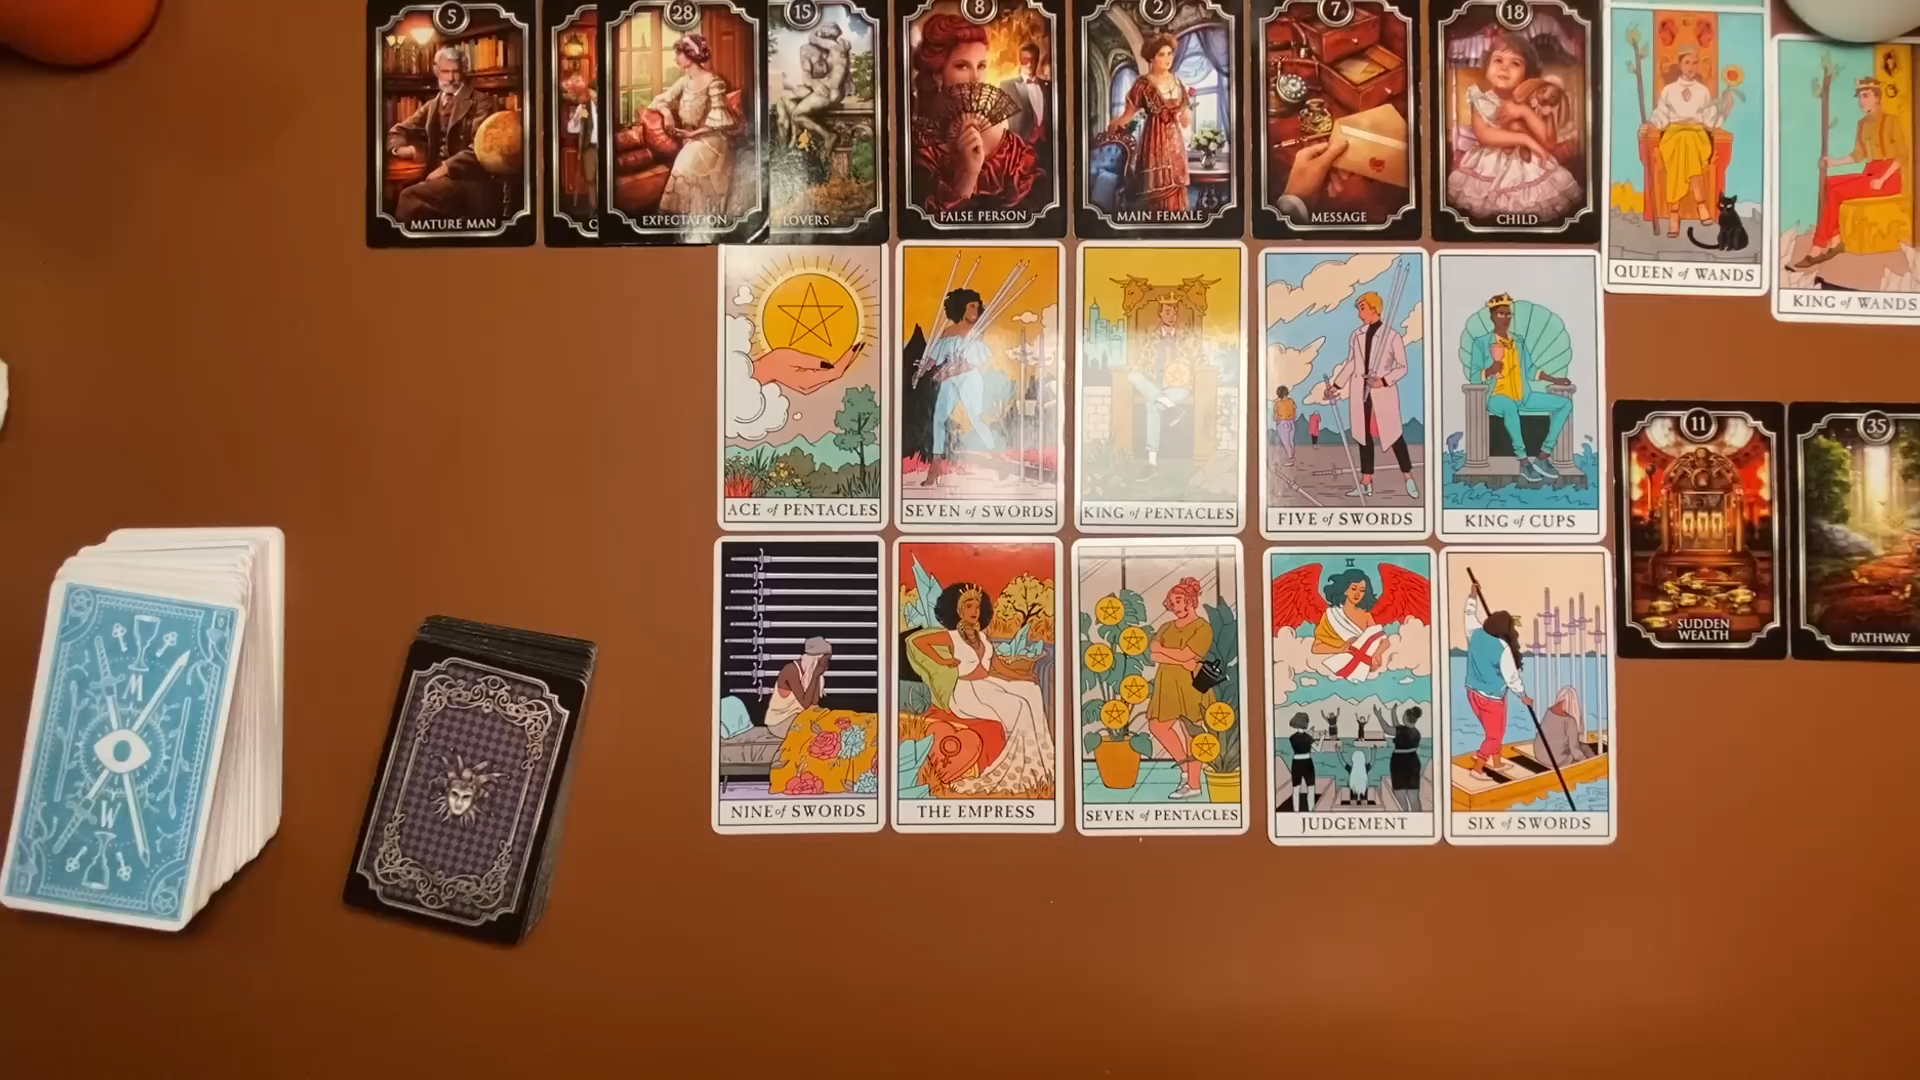 5
MATURE MAN
C
28
EXPECTATION
15
LOVERS
8
FALSE PERSON
2
MAIN FEMALE
7
MESSAGE
18
CHILD
QUEEN of WANDS
KING of WANDS
ACE of PENTACLES
SEVEN of SWORDS
KING of PENTACLES
FIVE of SWORDS
KING of CUPS
11
SUDDEN
WEALTH
35
PATHWAY
NINE of SWORDS
THE EMPRESS
SEVEN of PENTACLES
JUDGEMENT
SIX of SWORDS
M
W